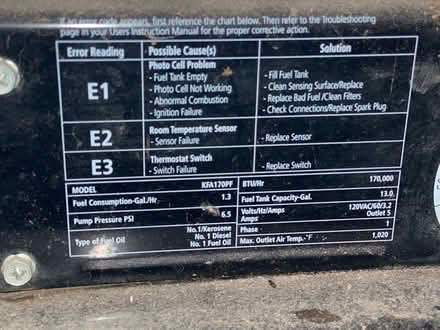 If an error code appears, first reference the chart below. Then refer to the Troubleshooting
page in your Users Instruction Manual for the proper corrective action.
Error Reading Possible Cause(s) Solution
E1 Photo Cell Problem
- Fuel Tank Empty - Fill Fuel Tank
- Photo Cell Not Working - Clean Sensing Surface/Replace
- Abnormal Combustion - Replace Bad Fuel/Clean Filters
- Ignition Failure - Check Connections/Replace Spark Plug
E2 Room Temperature Sensor
- Sensor Failure - Replace Sensor
E3 Thermostat Switch
- Switch Failure - Replace Switch
MODEL KFA170PF BTU/Hr 170,000
Fuel Consumption-Gal./Hr 1.3 Fuel Tank Capacity-Gal. 13.0
Pump Pressure PSI 6.5 Volts/Hz/Amps 120VAC/60/3.2
Amps Outlet 5
Type of Fuel Oil No.1/Kerosene Phase 1
No. 1 Diesel
No. 1 Fuel Oil Max. Outlet Air Temp.-°F 1,020